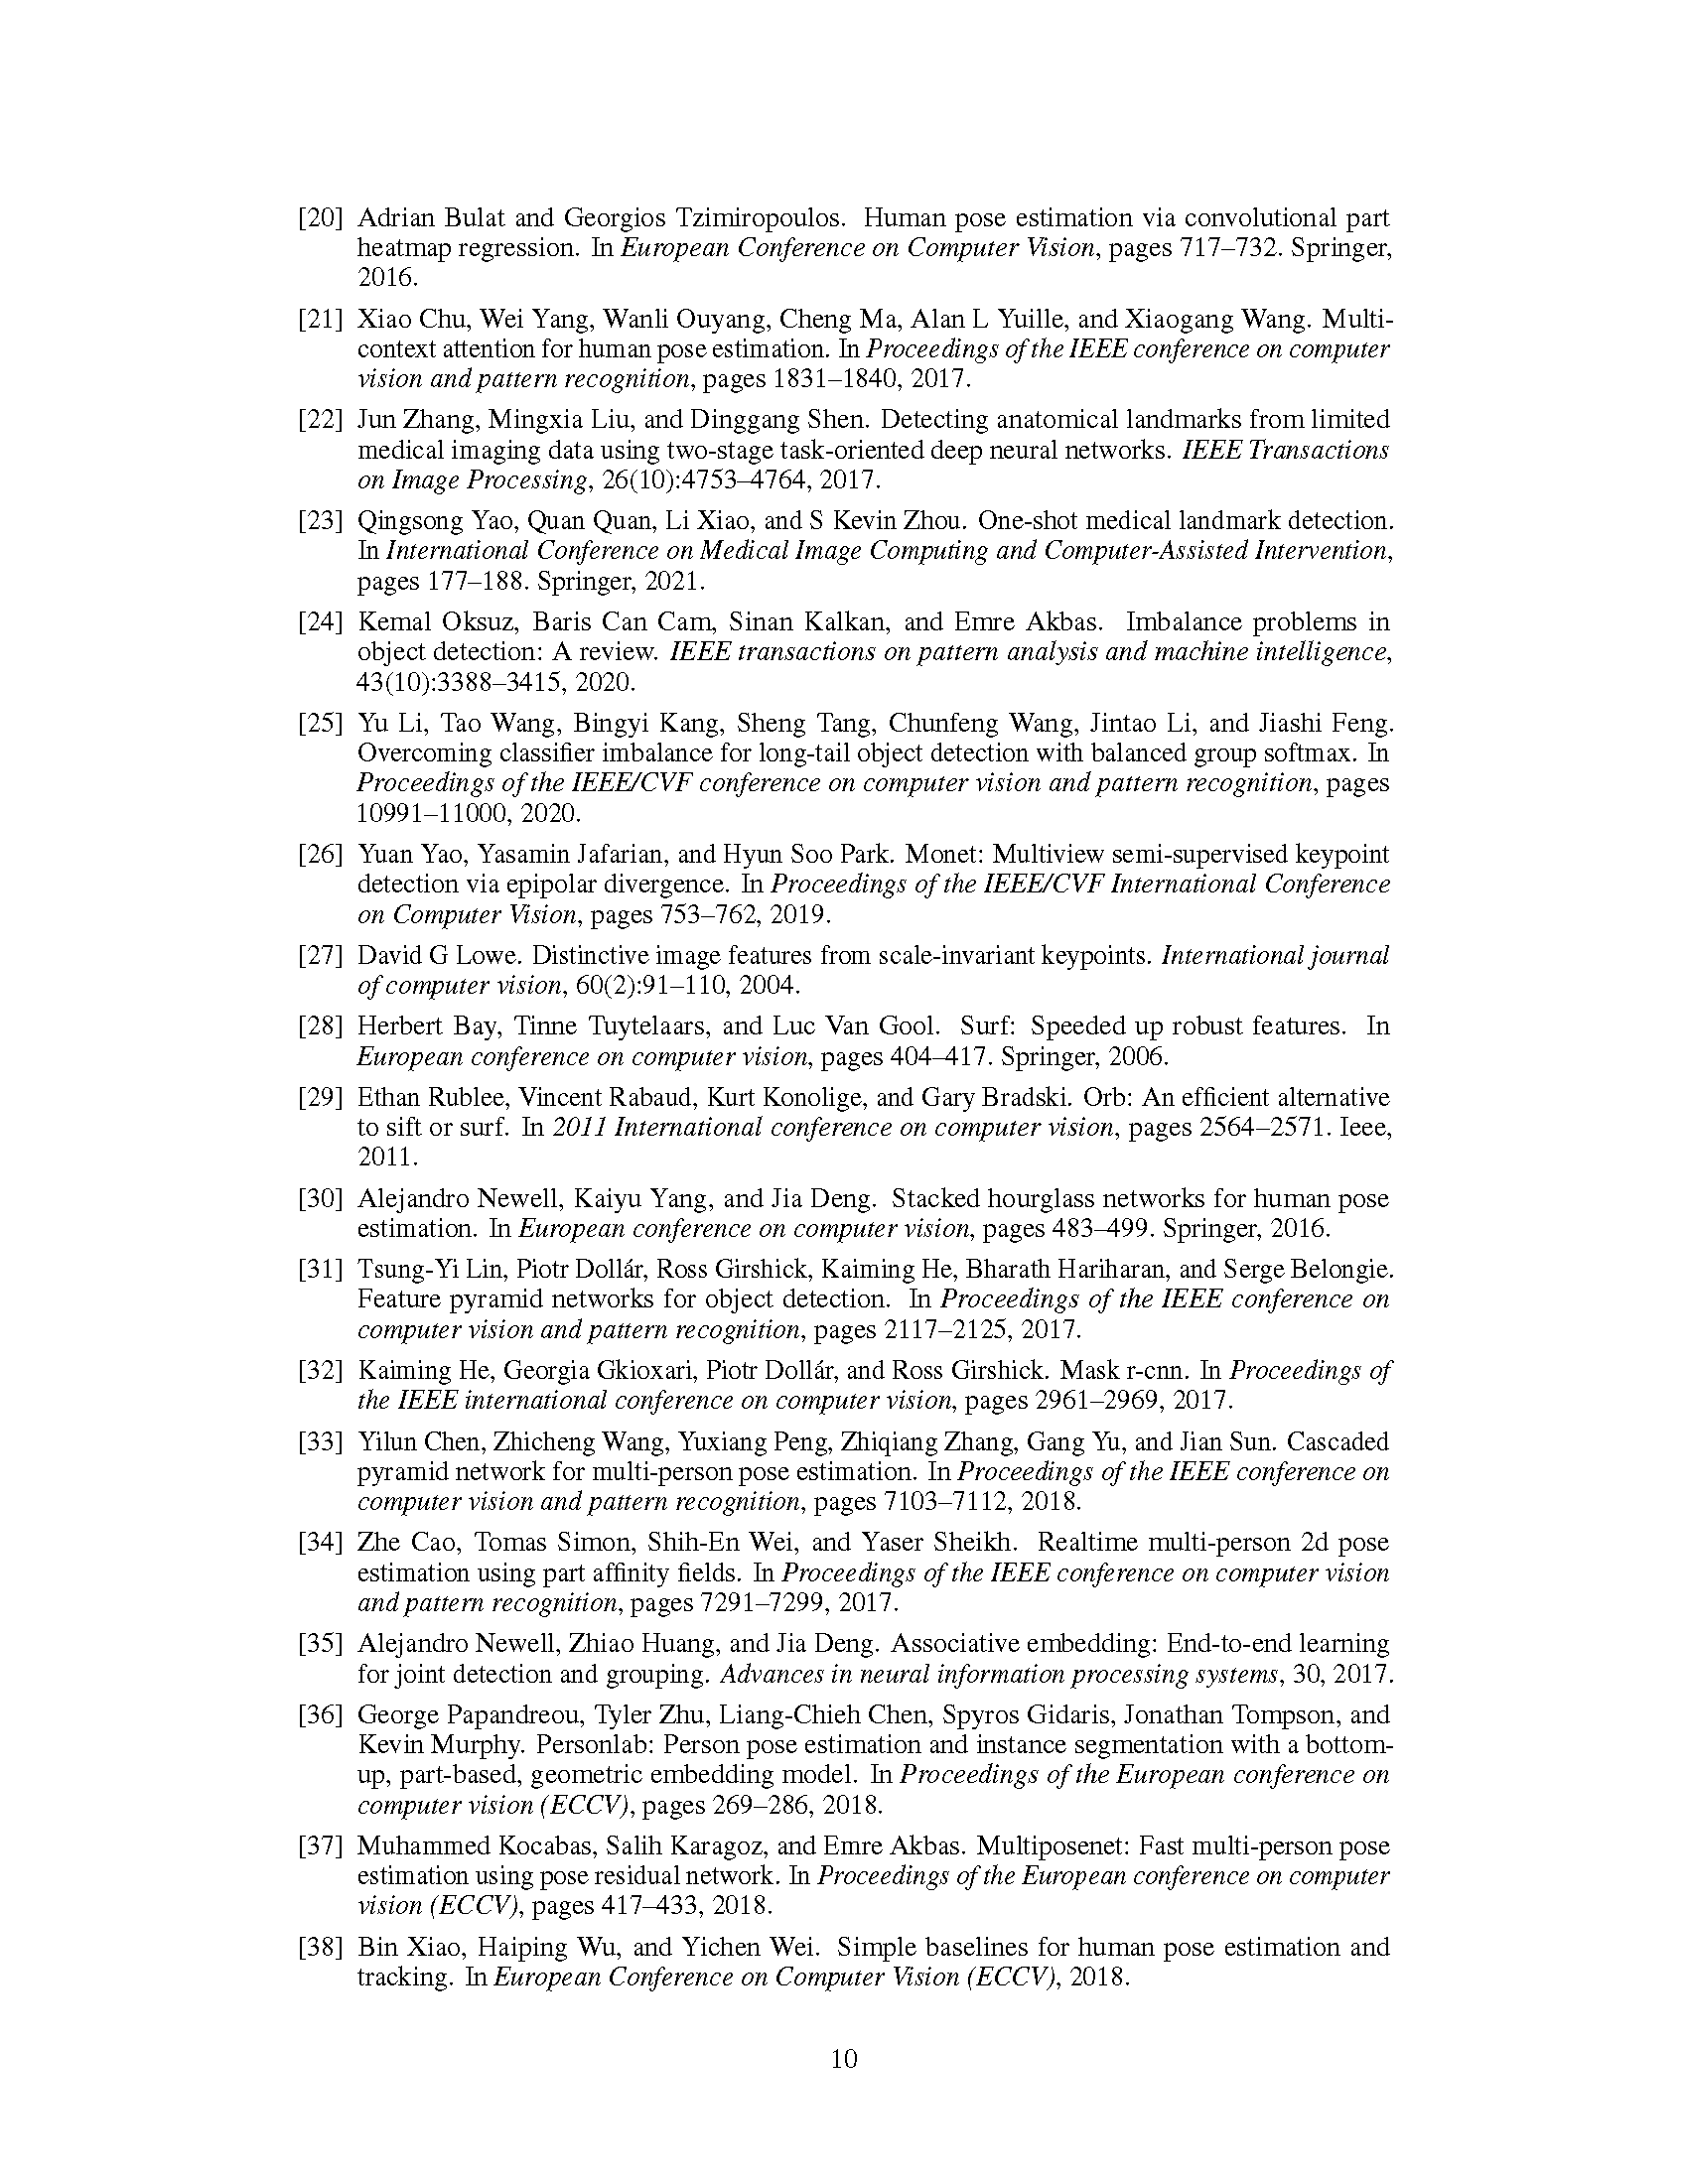 [20] Adrian Bulat and Georgios Tzimiropoulos. Human pose estimation via convolutional part
heatmap regression. In European Conference on Computer Vision, pages 717–732. Springer,
2016.
[21] Xiao Chu, Wei Yang, Wanli Ouyang, Cheng Ma, Alan L Yuille, and Xiaogang Wang. Multi-
context attention for human pose estimation. In Proceedings of the IEEE conference on computer
vision and pattern recognition, pages 1831–1840, 2017.
[22] Jun Zhang, Mingxia Liu, and Dinggang Shen. Detecting anatomical landmarks from limited
medical imaging data using two-stage task-oriented deep neural networks. IEEE Transactions
on Image Processing, 26(10):4753–4764, 2017.
[23] Qingsong Yao, Quan Quan, Li Xiao, and S Kevin Zhou. One-shot medical landmark detection.
In International Conference on Medical Image Computing and Computer-Assisted Intervention,
pages 177–188. Springer, 2021.
[24] Kemal Oksuz, Baris Can Cam, Sinan Kalkan, and Emre Akbas. Imbalance problems in
object detection: A review. IEEE transactions on pattern analysis and machine intelligence,
43(10):3388–3415, 2020.
[25] Yu Li, Tao Wang, Bingyi Kang, Sheng Tang, Chunfeng Wang, Jintao Li, and Jiashi Feng.
Overcoming classifier imbalance for long-tail object detection with balanced group softmax. In
Proceedings of the IEEE/CVF conference on computer vision and pattern recognition, pages
10991–11000, 2020.
[26] Yuan Yao, Yasamin Jafarian, and Hyun Soo Park. Monet: Multiview semi-supervised keypoint
detection via epipolar divergence. In Proceedings of the IEEE/CVF International Conference
on Computer Vision, pages 753–762, 2019.
[27] David G Lowe. Distinctive image features from scale-invariant keypoints. International journal
of computer vision, 60(2):91–110, 2004.
[28] Herbert Bay, Tinne Tuytelaars, and Luc Van Gool. Surf: Speeded up robust features. In
European conference on computer vision, pages 404–417. Springer, 2006.
[29] Ethan Rublee, Vincent Rabaud, Kurt Konolige, and Gary Bradski. Orb: An efficient alternative
to sift or surf. In 2011 International conference on computer vision, pages 2564–2571. Ieee,
2011.
[30] Alejandro Newell, Kaiyu Yang, and Jia Deng. Stacked hourglass networks for human pose
estimation. In European conference on computer vision, pages 483–499. Springer, 2016.
[31] Tsung-Yi Lin, Piotr Dollár, Ross Girshick, Kaiming He, Bharath Hariharan, and Serge Belongie.
Feature pyramid networks for object detection. In Proceedings of the IEEE conference on
computer vision and pattern recognition, pages 2117–2125, 2017.
[32] Kaiming He, Georgia Gkioxari, Piotr Dollár, and Ross Girshick. Mask r-cnn. In Proceedings of
the IEEE international conference on computer vision, pages 2961–2969, 2017.
[33] Yilun Chen, Zhicheng Wang, Yuxiang Peng, Zhiqiang Zhang, Gang Yu, and Jian Sun. Cascaded
pyramid network for multi-person pose estimation. In Proceedings of the IEEE conference on
computer vision and pattern recognition, pages 7103–7112, 2018.
[34] Zhe Cao, Tomas Simon, Shih-En Wei, and Yaser Sheikh. Realtime multi-person 2d pose
estimation using part affinity fields. In Proceedings of the IEEE conference on computer vision
and pattern recognition, pages 7291–7299, 2017.
[35] Alejandro Newell, Zhiao Huang, and Jia Deng. Associative embedding: End-to-end learning
for joint detection and grouping. Advances in neural information processing systems, 30, 2017.
[36] George Papandreou, Tyler Zhu, Liang-Chieh Chen, Spyros Gidaris, Jonathan Tompson, and
Kevin Murphy. Personlab: Person pose estimation and instance segmentation with a bottom-
up, part-based, geometric embedding model. In Proceedings of the European conference on
computer vision (ECCV), pages 269–286, 2018.
[37] Muhammed Kocabas, Salih Karagoz, and Emre Akbas. Multiposenet: Fast multi-person pose
estimation using pose residual network. In Proceedings of the European conference on computer
vision (ECCV), pages 417–433, 2018.
[38] Bin Xiao, Haiping Wu, and Yichen Wei. Simple baselines for human pose estimation and
tracking. In European Conference on Computer Vision (ECCV), 2018.
10